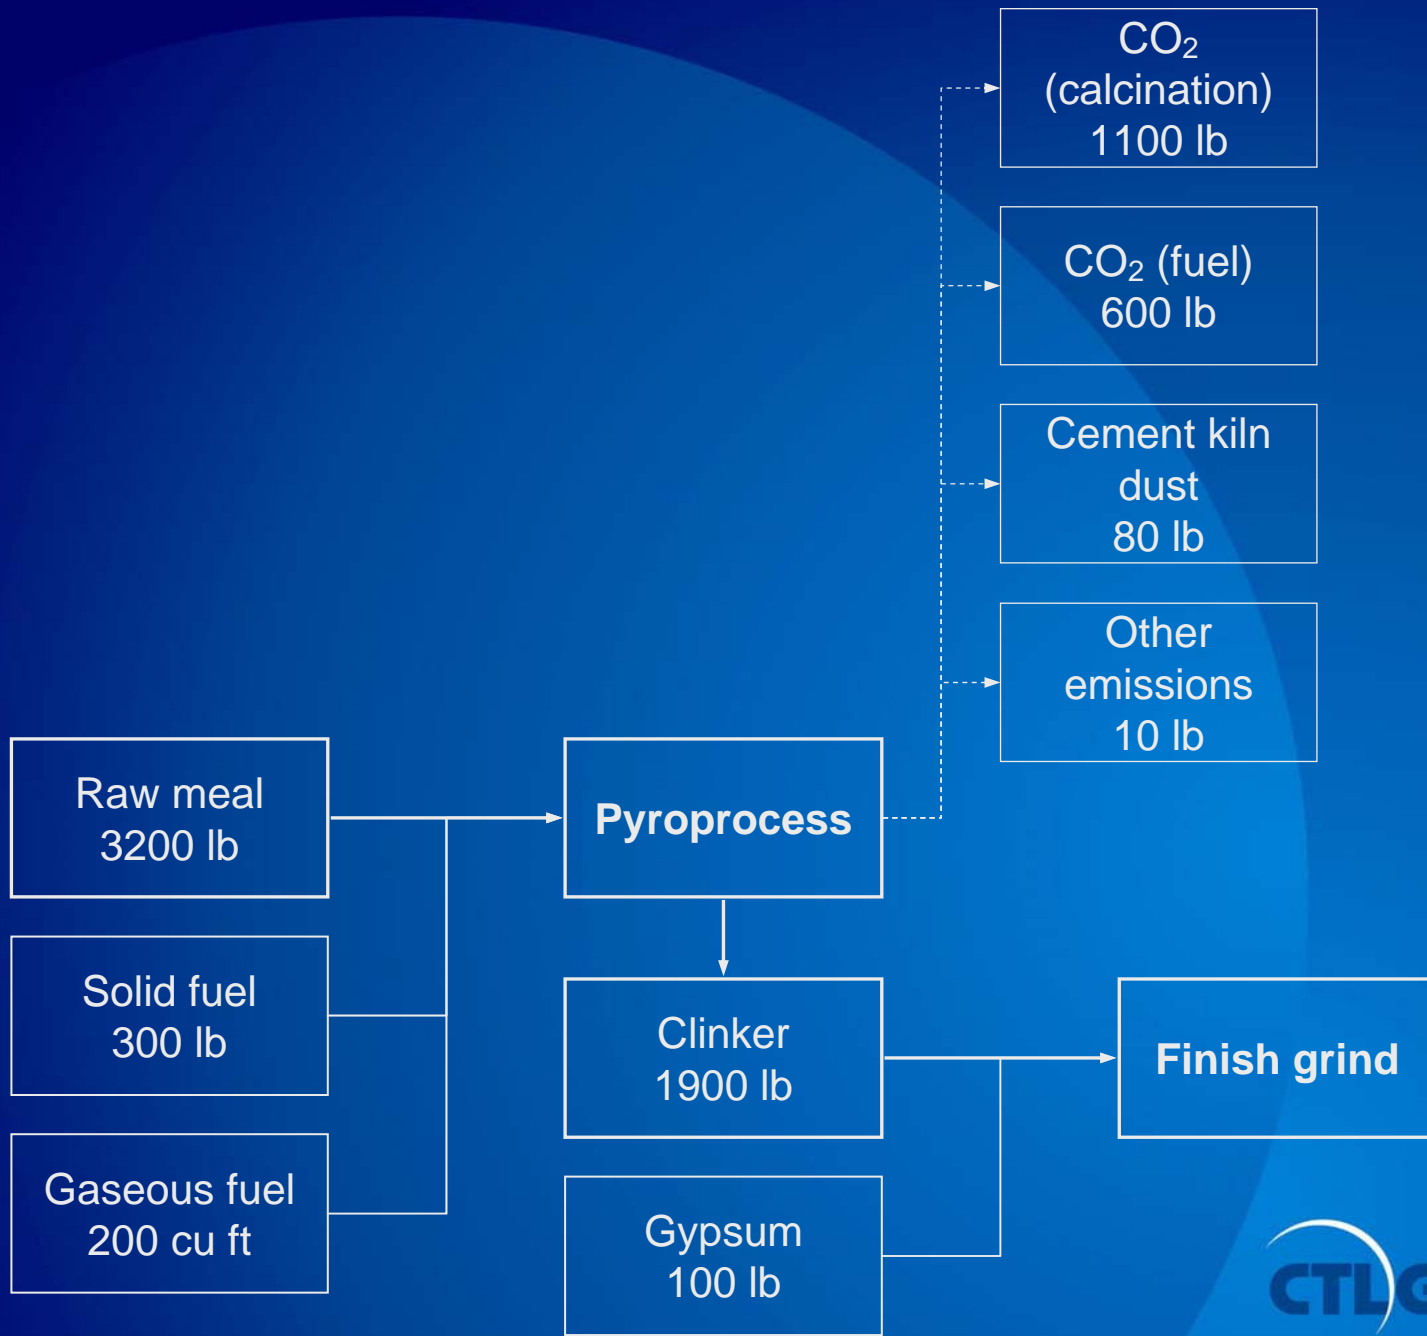 CO₂
(calcination)
1100 lb
CO₂ (fuel)
600 lb
Cement kiln
dust
80 lb
Other
emissions
10 lb
Raw meal
3200 lb
Pyroprocess
Solid fuel
300 lb
Clinker
1900 lb
Finish grind
Gaseous fuel
200 cu ft
Gypsum
100 lb
CTLG